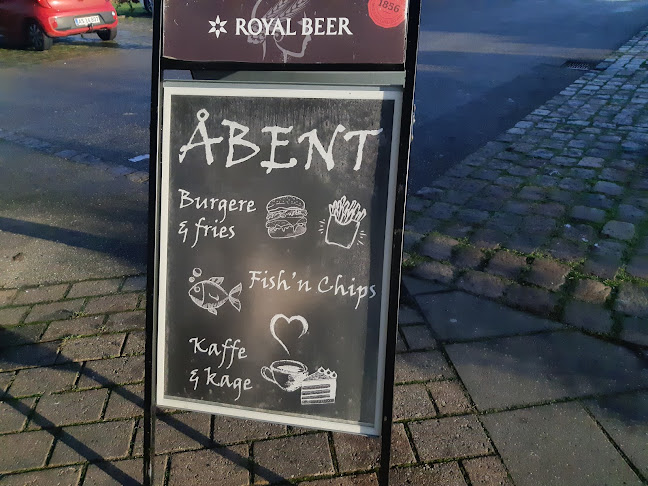 ROYAL BEER
1856
ÅBENT
Burgere
& fries
Fish'n Chips
Kaffe
& kage